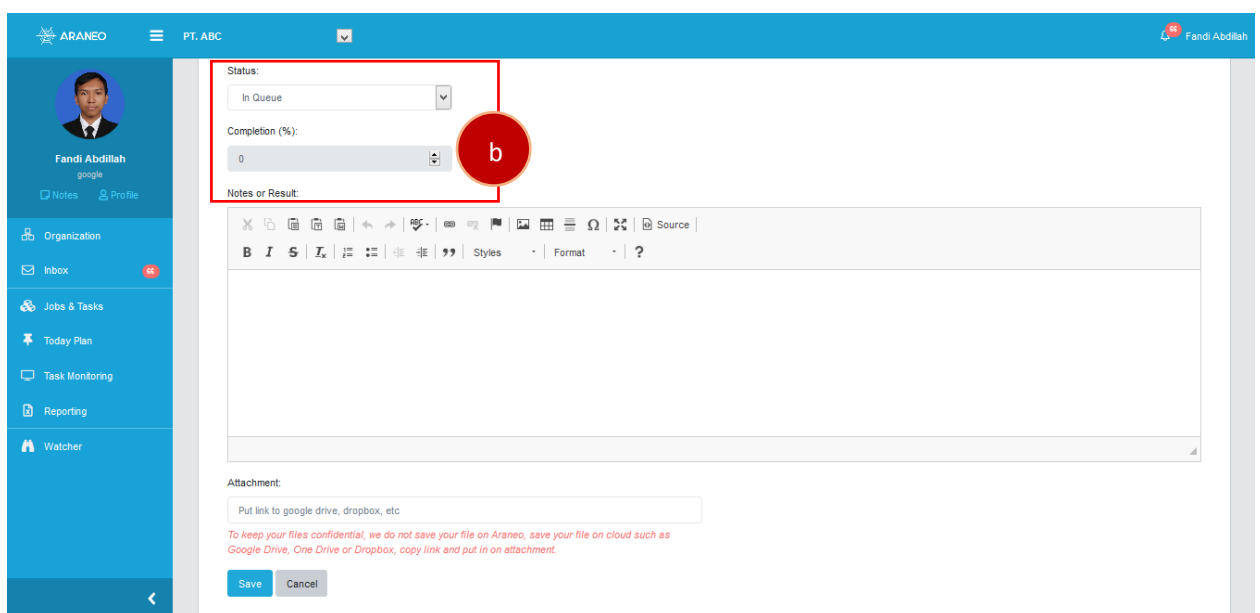 ARANEO
PT. ABC
66
Fandi Abdillah
Fandi Abdillah
google
Notes
Profile
Organization
Inbox
66
Jobs & Tasks
Today Plan
Task Monitoring
Reporting
Watcher
Status:
In Queue
Completion (%):
0
b
Notes or Result:
ABC
Ω
Source
B I S Ix
Styles
Format
?
Attachment:
Put link to google drive, dropbox, etc
To keep your files confidential, we do not save your file on Araneo, save your file on cloud such as
Google Drive, One Drive or Dropbox, copy link and put in on attachment.
Save
Cancel